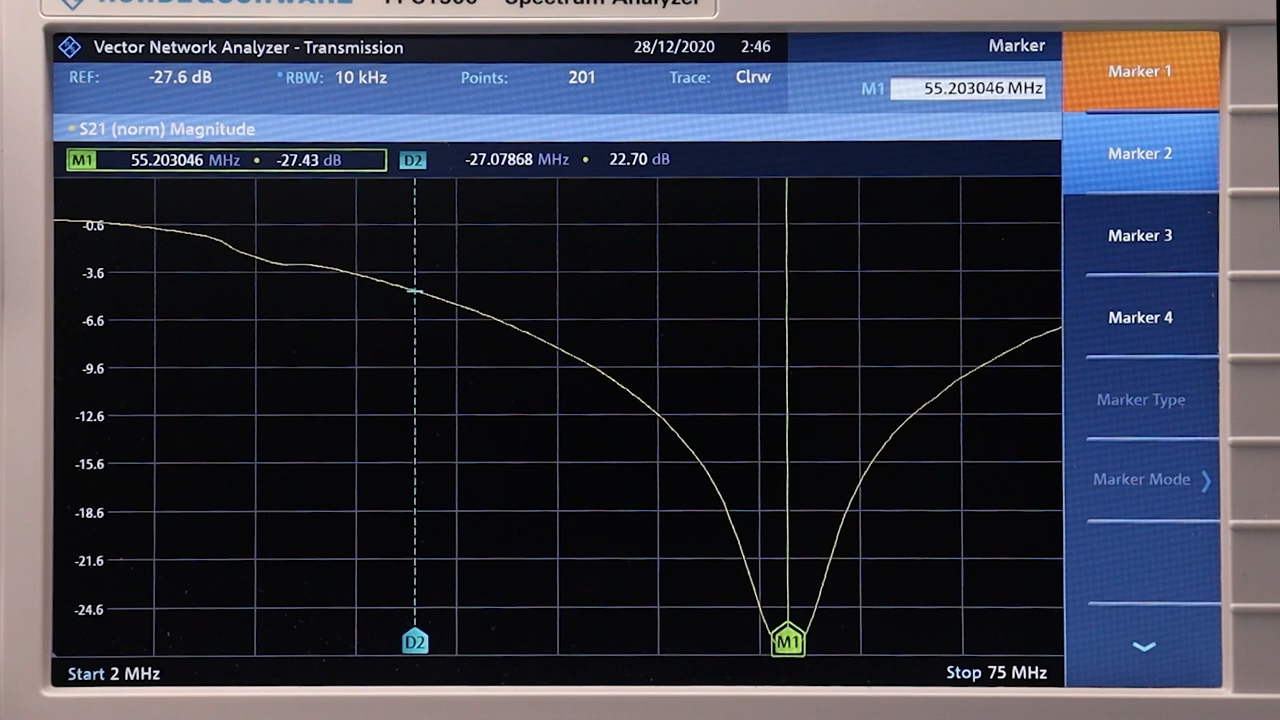 Spectrum Analyzer
Vector Network Analyzer - Transmission 28/12/2020 2:46 Marker
REF: -27.6 dB RBW: 10 kHz Points: 201 Trace: Clrw
M1 55.203046 MHz
S21 (norm) Magnitude
M1 55.203046 MHz • -27.43 dB D2 -27.07868 MHz • 22.70 dB
-0.6
-3.6
-6.6
-9.6
-12.6
-15.6
-18.6
-21.6
-24.6
D2 M1
Start 2 MHz Stop 75 MHz
Marker 1
Marker 2
Marker 3
Marker 4
Marker Type
Marker Mode